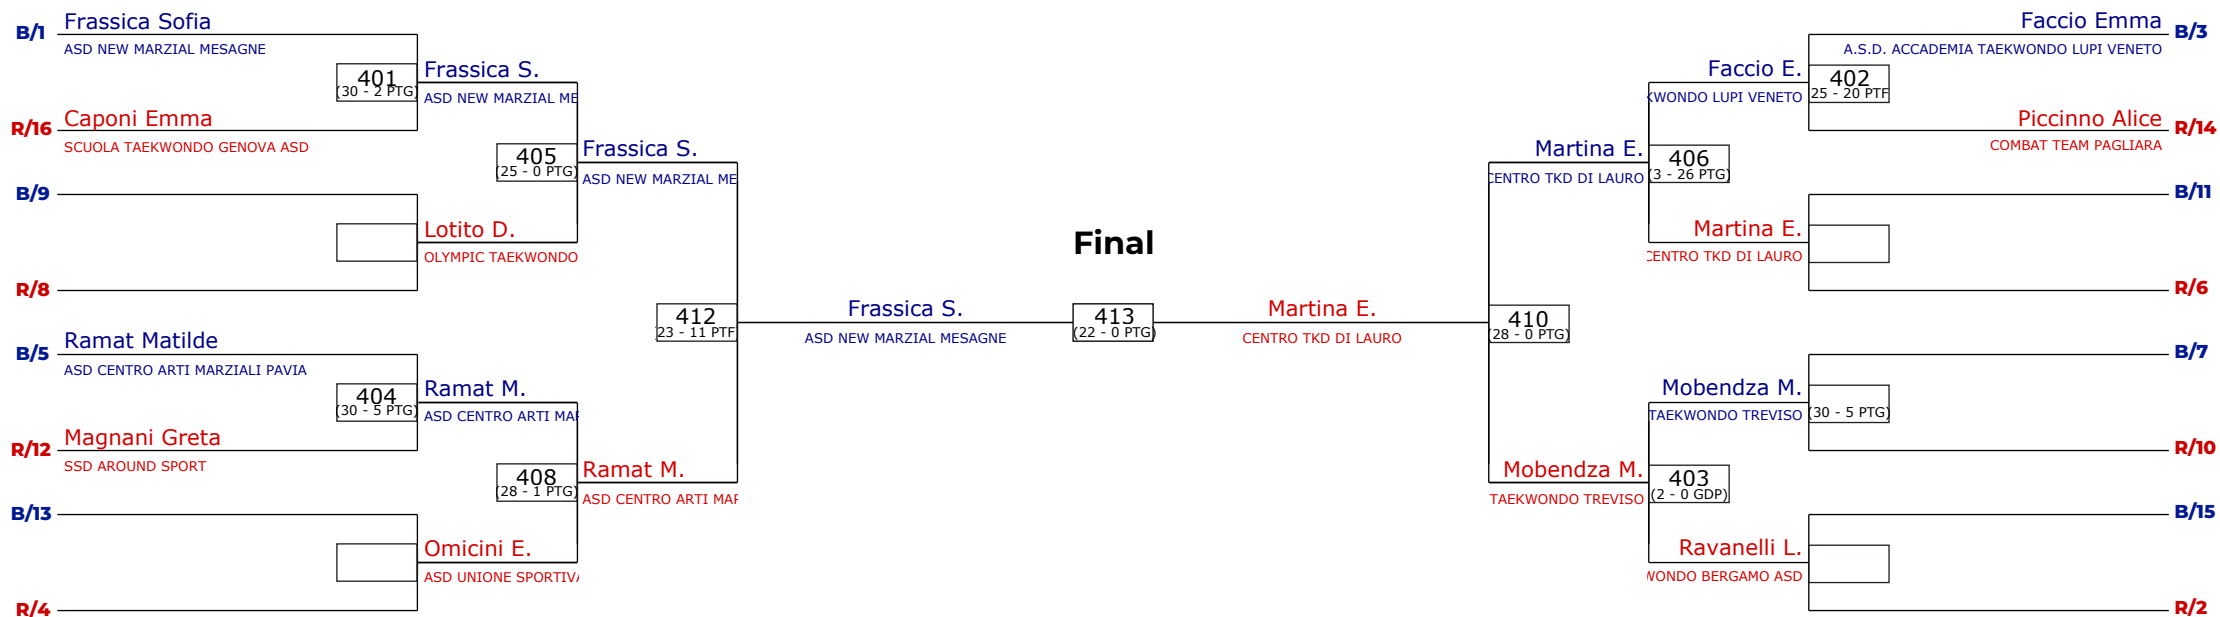 B/1
Frassica Sofia
ASD NEW MARZIAL MESAGNE
401
(30 - 2 PTG)
Frassica S.
ASD NEW MARZIAL ME
R/16
Caponi Emma
SCUOLA TAEKWONDO GENOVA ASD
405
(25 - 0 PTG)
Frassica S.
ASD NEW MARZIAL ME
B/9
Lotito D.
OLYMPIC TAEKWONDO
R/8
412
23 - 11 PTF
B/5
Ramat Matilde
ASD CENTRO ARTI MARZIALI PAVIA
404
(30 - 5 PTG)
Ramat M.
ASD CENTRO ARTI MAR
R/12
Magnani Greta
SSD AROUND SPORT
408
(28 - 1 PTG)
Ramat M.
ASD CENTRO ARTI MAR
B/13
Omicini E.
ASD UNIONE SPORTIVA
R/4
Final
Frassica S.
ASD NEW MARZIAL MESAGNE
413
(22 - 0 PTG)
Martina E.
CENTRO TKD DI LAURO
Faccio Emma
B/3
A.S.D. ACCADEMIA TAEKWONDO LUPI VENETO
Faccio E.
KWONDO LUPI VENETO
402
25 - 20 PTF
Piccinno Alice
R/14
COMBAT TEAM PAGLIARA
Martina E.
CENTRO TKD DI LAURO
406
(3 - 26 PTG)
B/11
Martina E.
CENTRO TKD DI LAURO
R/6
410
(28 - 0 PTG)
B/7
Mobendza M.
TAEKWONDO TREVISO
(30 - 5 PTG)
R/10
Mobendza M.
TAEKWONDO TREVISO
403
(2 - 0 GDP)
B/15
Ravanelli L.
WONDO BERGAMO ASD
R/2